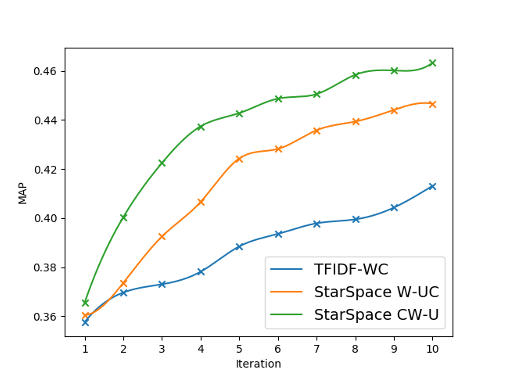 0.46
0.44
0.42
0.40
0.38
0.36
MAP
1 2 3 4 5 6 7 8 9 10
Iteration
TFIDF-WC
StarSpace W-UC
StarSpace CW-U